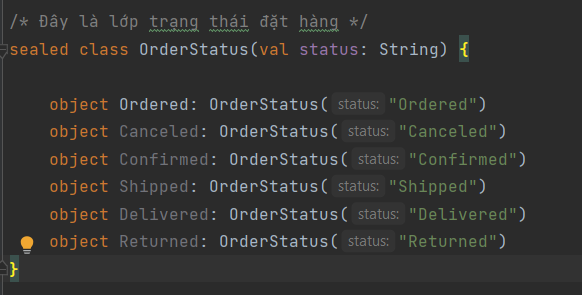 /* Đây là lớp trạng thái đặt hàng */
sealed class OrderStatus(val status: String) {
object Ordered: OrderStatus( status: "Ordered")
object Canceled: OrderStatus( status: "Canceled")
object Confirmed: OrderStatus( status: "Confirmed")
object Shipped: OrderStatus( status: "Shipped")
object Delivered: OrderStatus( status: "Delivered")
object Returned: OrderStatus( status: "Returned")
}